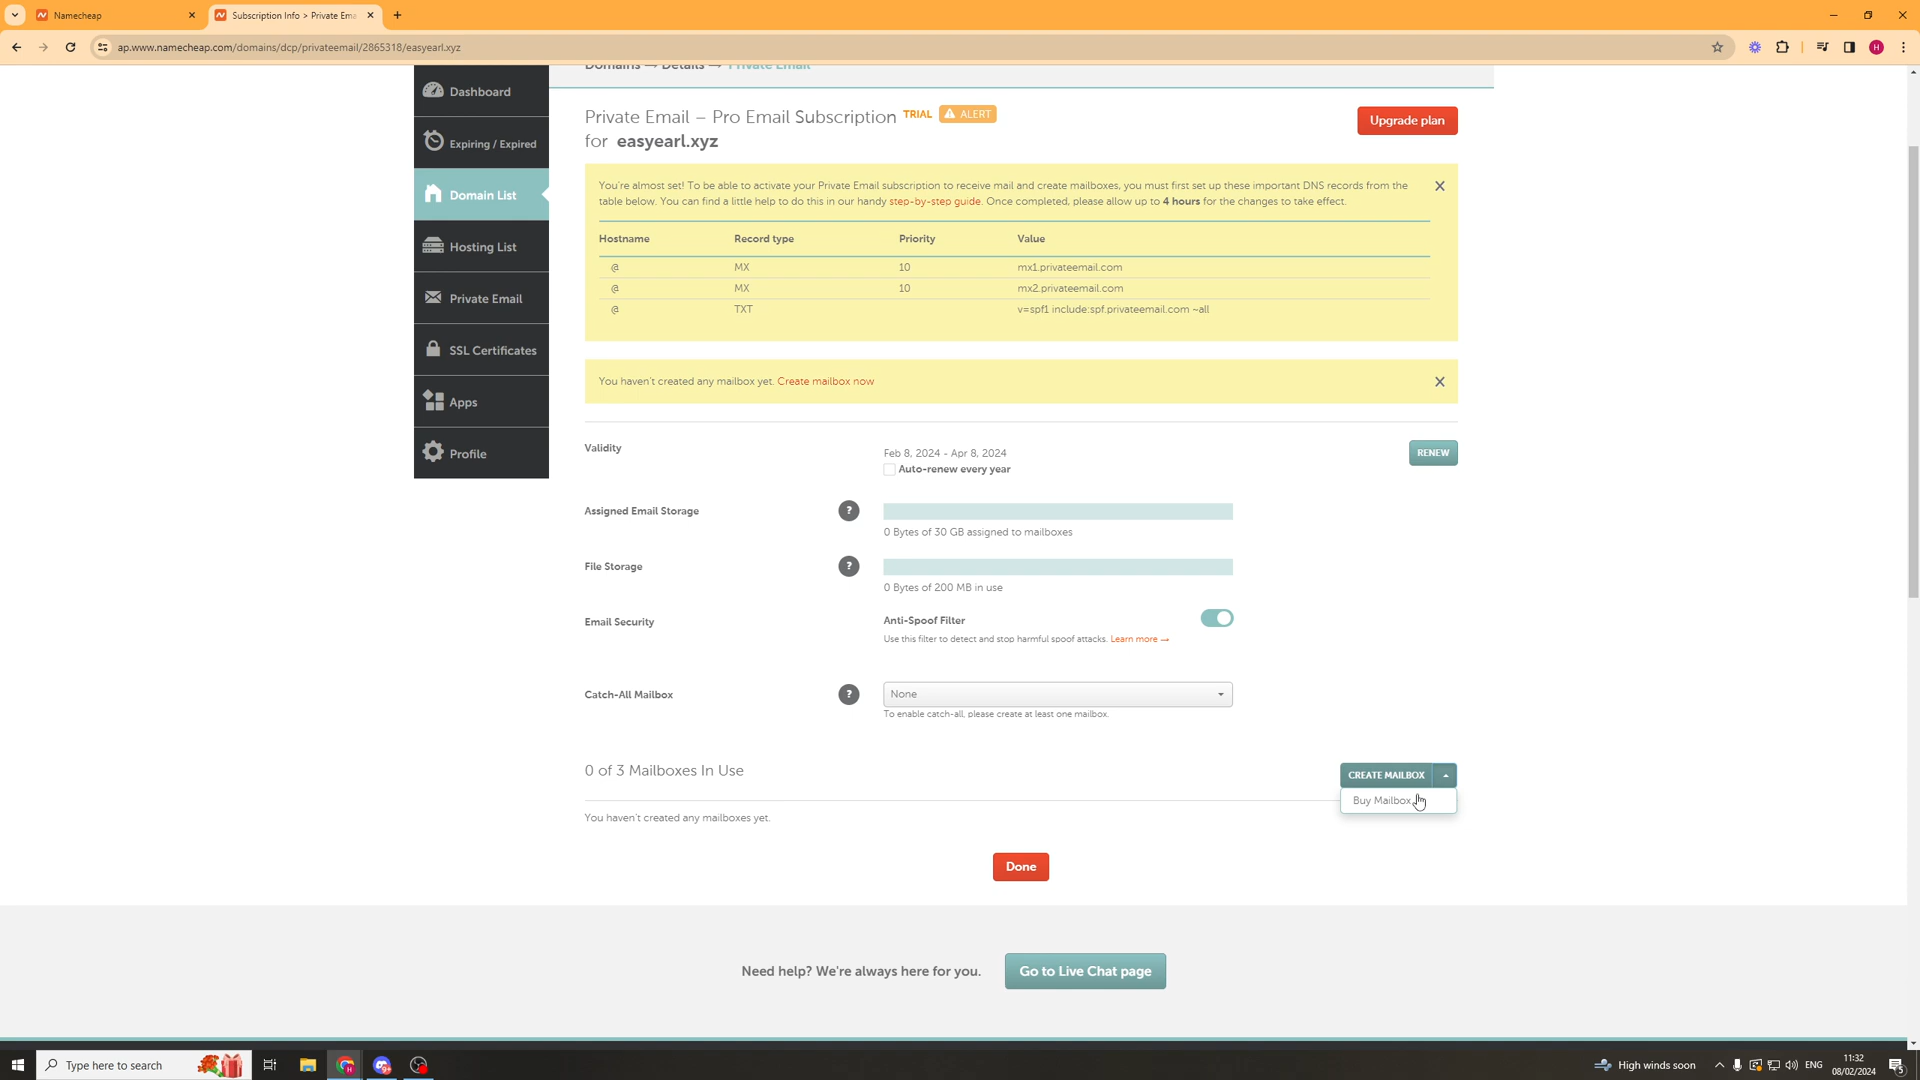 Namecheap
Subscription Info > Private Ema
ap.www.namecheap.com/domains/dcp/privateemail/2865318/easyearl.xyz
H
Domains → Details → Private Email
Dashboard
Expiring / Expired
Domain List
Hosting List
Private Email
SSL Certificates
Apps
Profile
Private Email – Pro Email Subscription TRIAL ALERT
for easyearl.xyz
Upgrade plan
You're almost set! To be able to activate your Private Email subscription to receive mail and create mailboxes, you must first set up these important DNS records from the
table below. You can find a little help to do this in our handy step-by-step guide. Once completed, please allow up to 4 hours for the changes to take effect.
Hostname Record type Priority Value
@ MX 10 mx1.privateemail.com
@ MX 10 mx2.privateemail.com
@ TXT v=spf1 include:spf.privateemail.com ~all
You haven't created any mailbox yet. Create mailbox now
Validity
Feb 8, 2024 - Apr 8, 2024
Auto-renew every year
RENEW
Assigned Email Storage ?
0 Bytes of 30 GB assigned to mailboxes
File Storage ?
0 Bytes of 200 MB in use
Email Security
Anti-Spoof Filter
Use this filter to detect and stop harmful spoof attacks. Learn more →
Catch-All Mailbox ? None
To enable catch-all, please create at least one mailbox.
0 of 3 Mailboxes In Use
CREATE MAILBOX
Buy Mailbox
You haven't created any mailboxes yet.
Done
Need help? We're always here for you.
Go to Live Chat page
Type here to search
High winds soon
ENG
11:32
08/02/2024
5